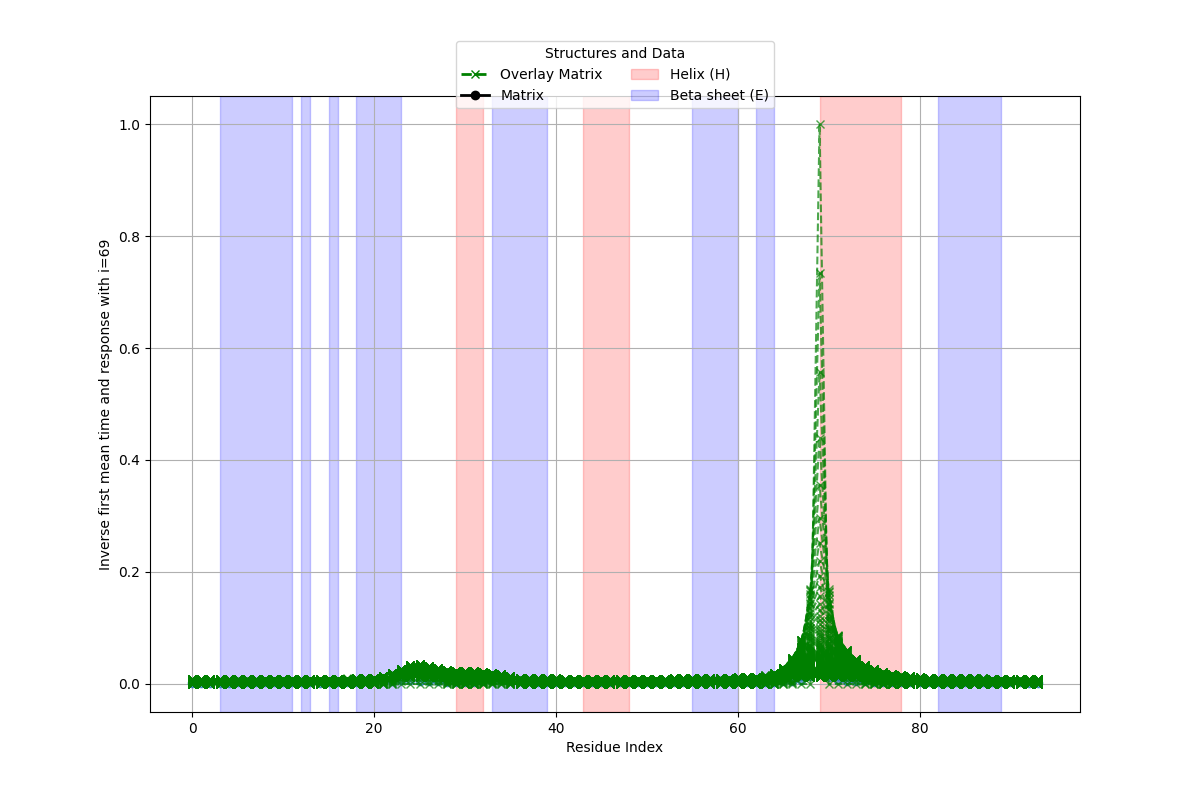 Structures and Data
Overlay Matrix
Matrix
Helix (H)
Beta sheet (E)
Inverse first mean time and response with i=69
1.0
0.8
0.6
0.4
0.2
0.0
0 20 40 60 80
Residue Index